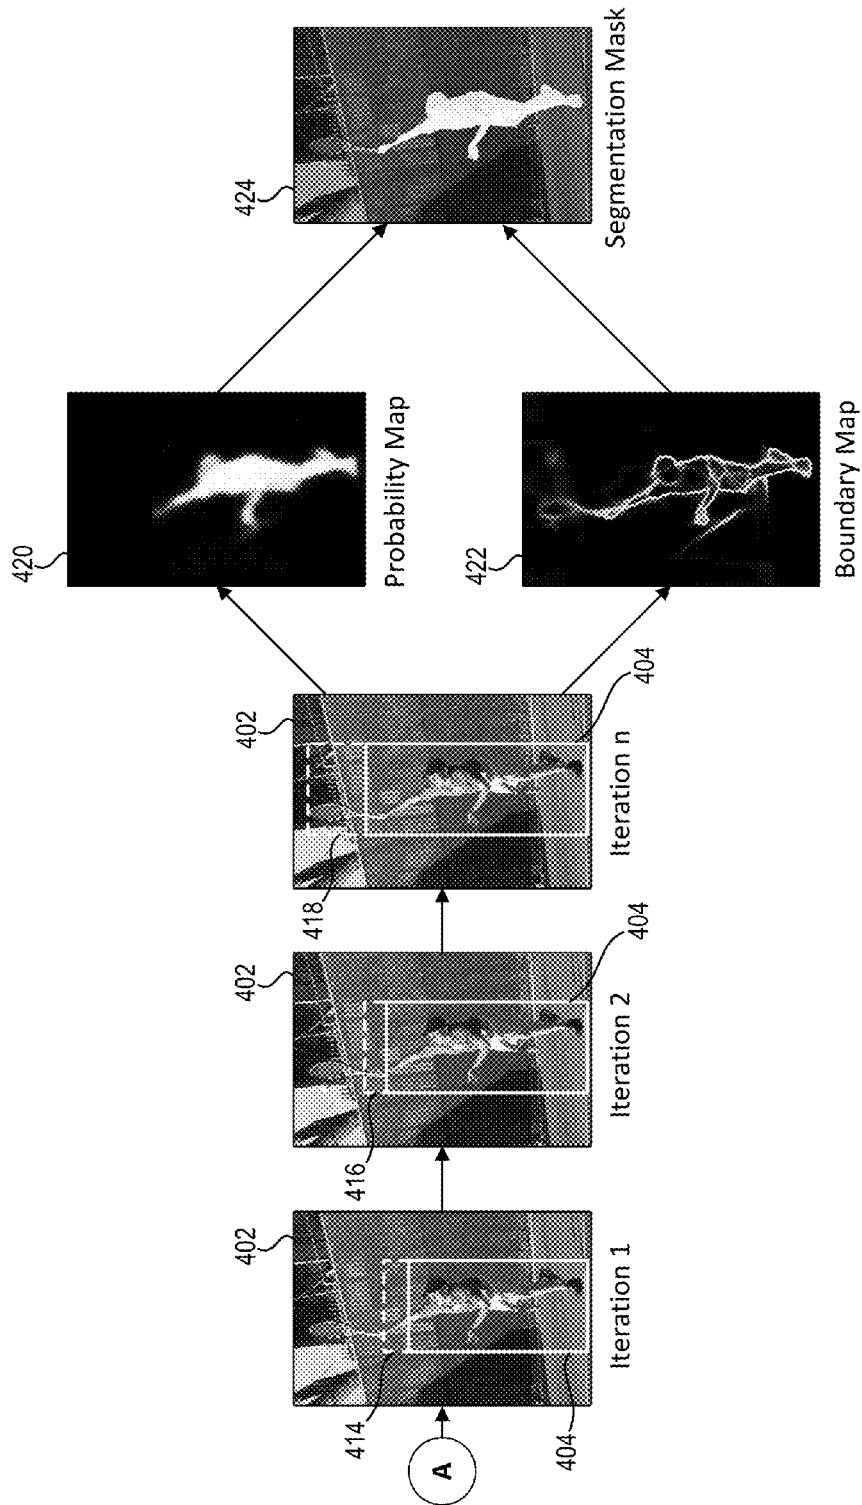 A
414
404
402
Iteration 1
416
402
404
Iteration 2
418
402
404
Iteration n
420
Probability Map
422
Boundary Map
424
Segmentation Mask